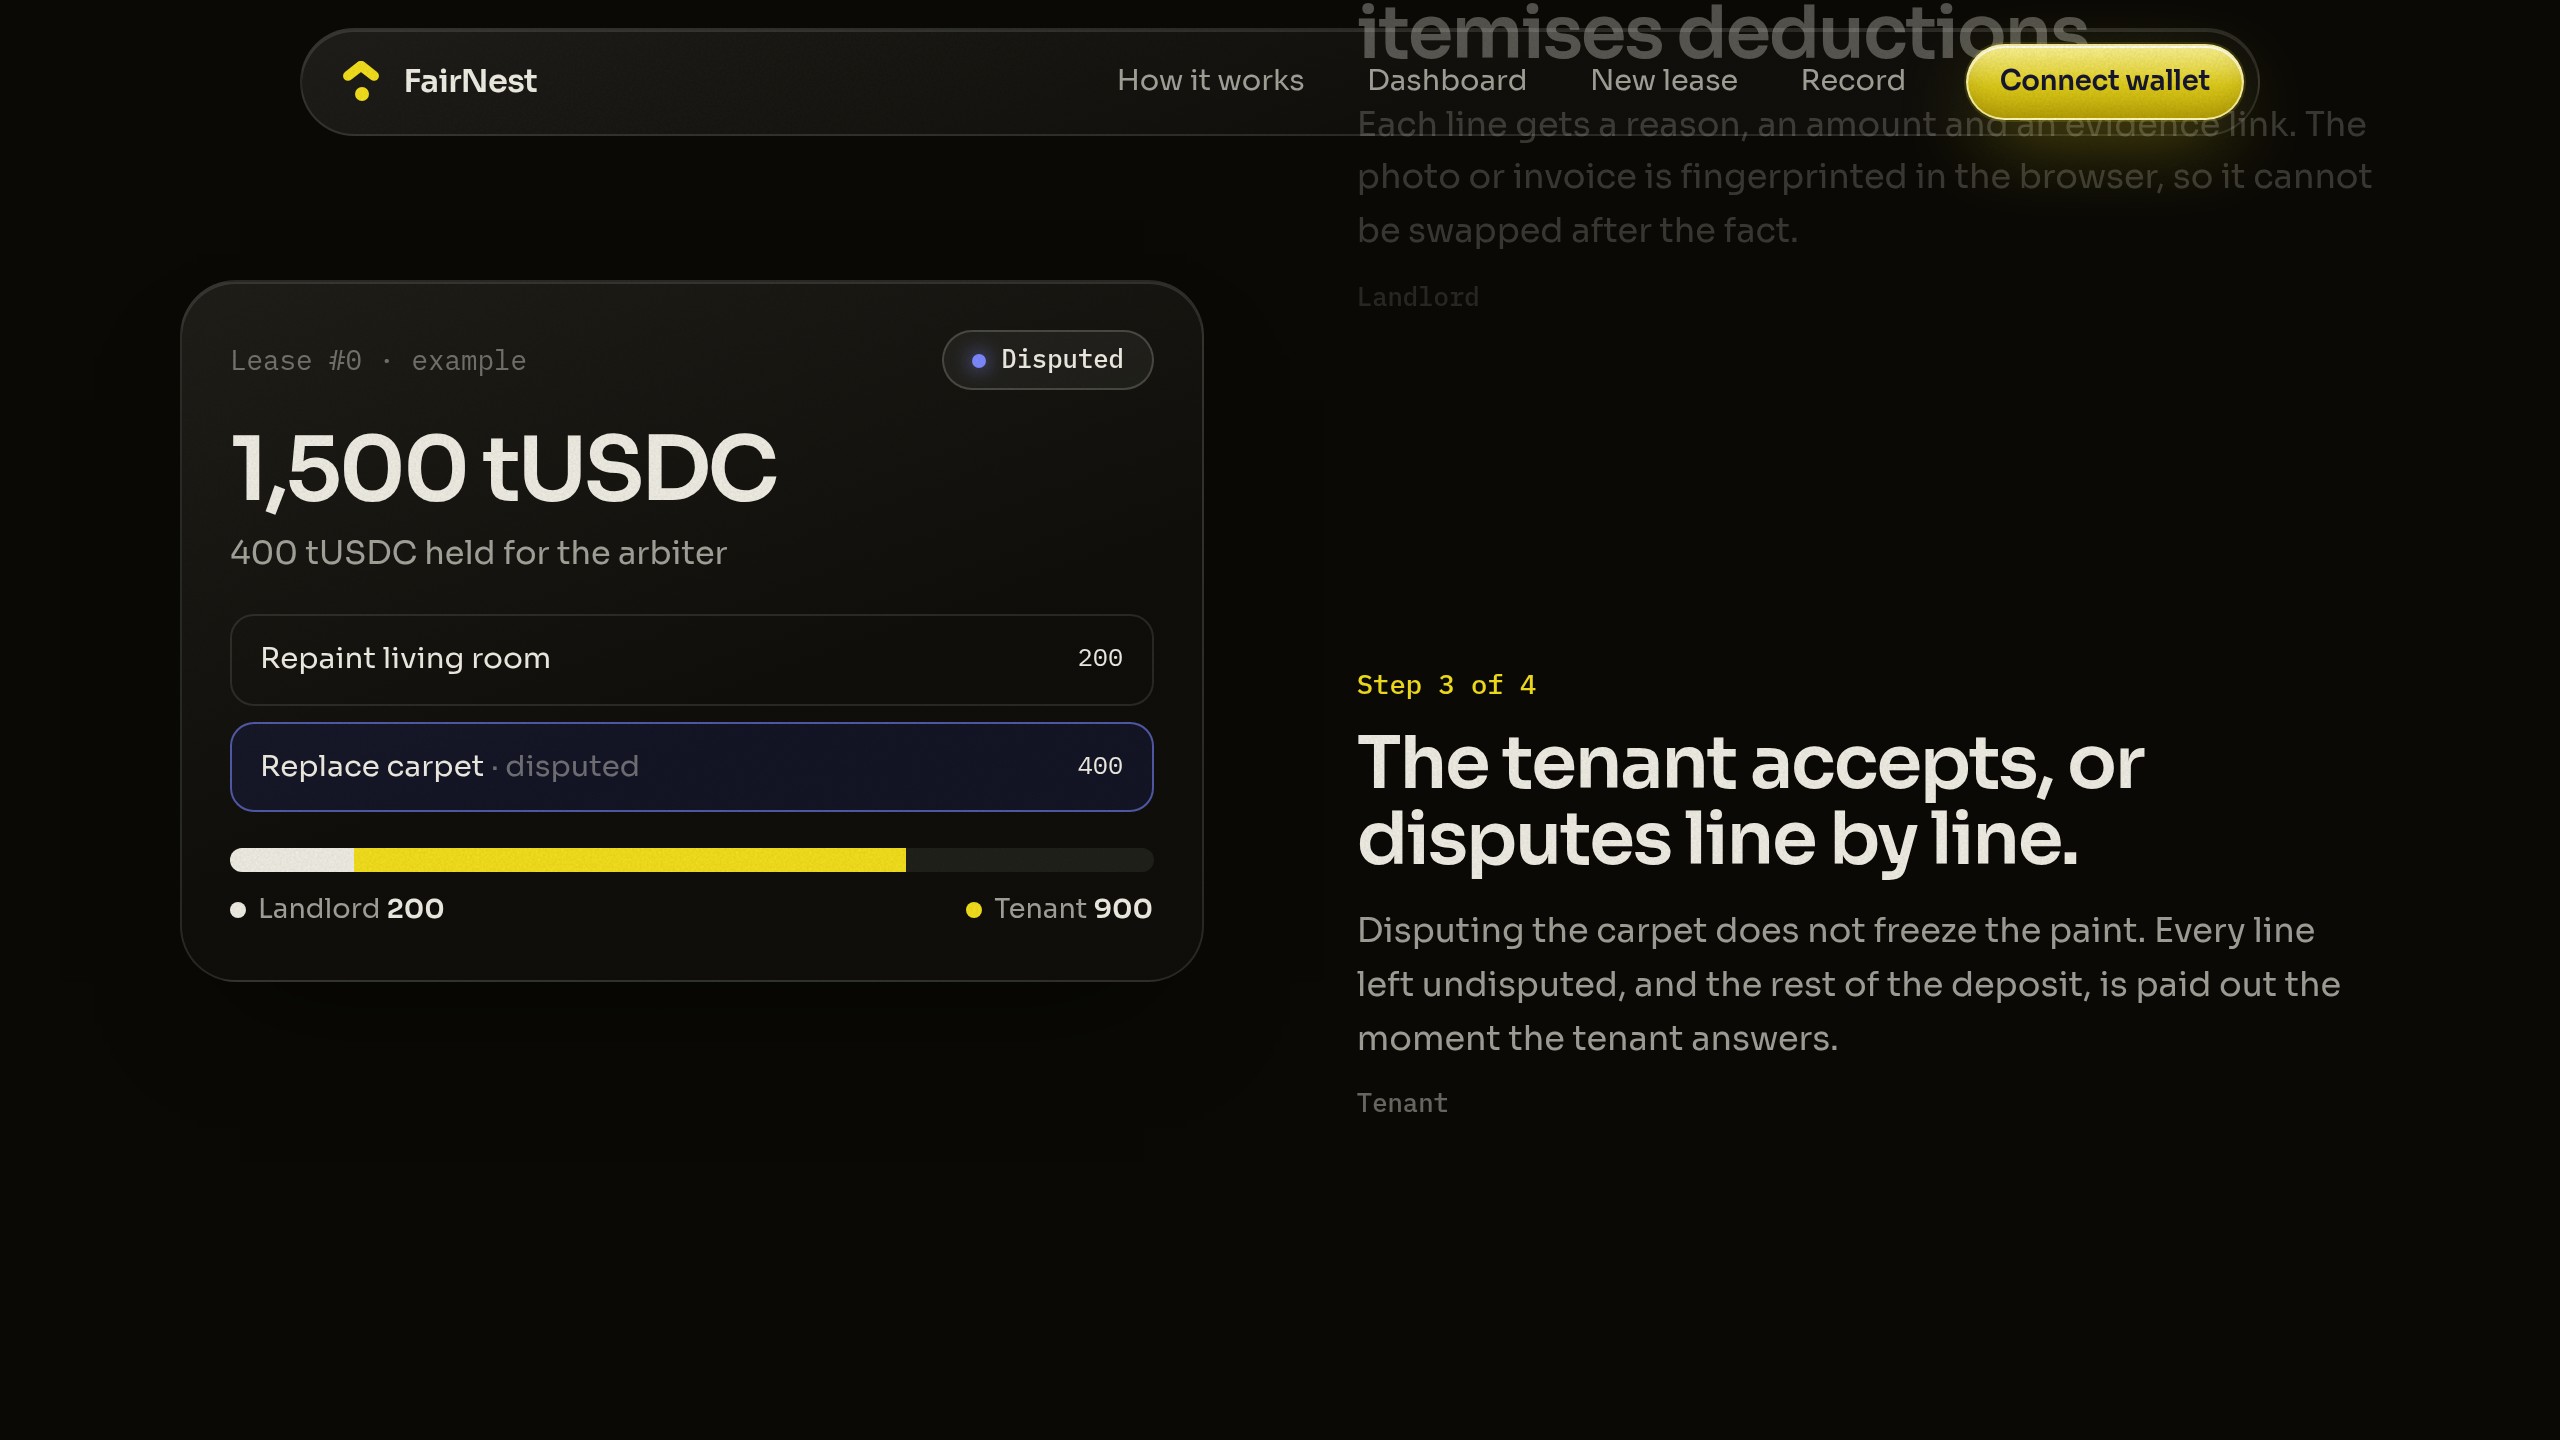 itemises deductions
FairNest
How it works
Dashboard
New lease
Record
Connect wallet
Each line gets a reason, an amount and an evidence link. The
photo or invoice is fingerprinted in the browser, so it cannot
be swapped after the fact.
Landlord
Lease #0 · example
Disputed
1,500 tUSDC
400 tUSDC held for the arbiter
Repaint living room
200
Replace carpet · disputed
400
Landlord 200
Tenant 900
Step 3 of 4
The tenant accepts, or
disputes line by line.
Disputing the carpet does not freeze the paint. Every line
left undisputed, and the rest of the deposit, is paid out the
moment the tenant answers.
Tenant